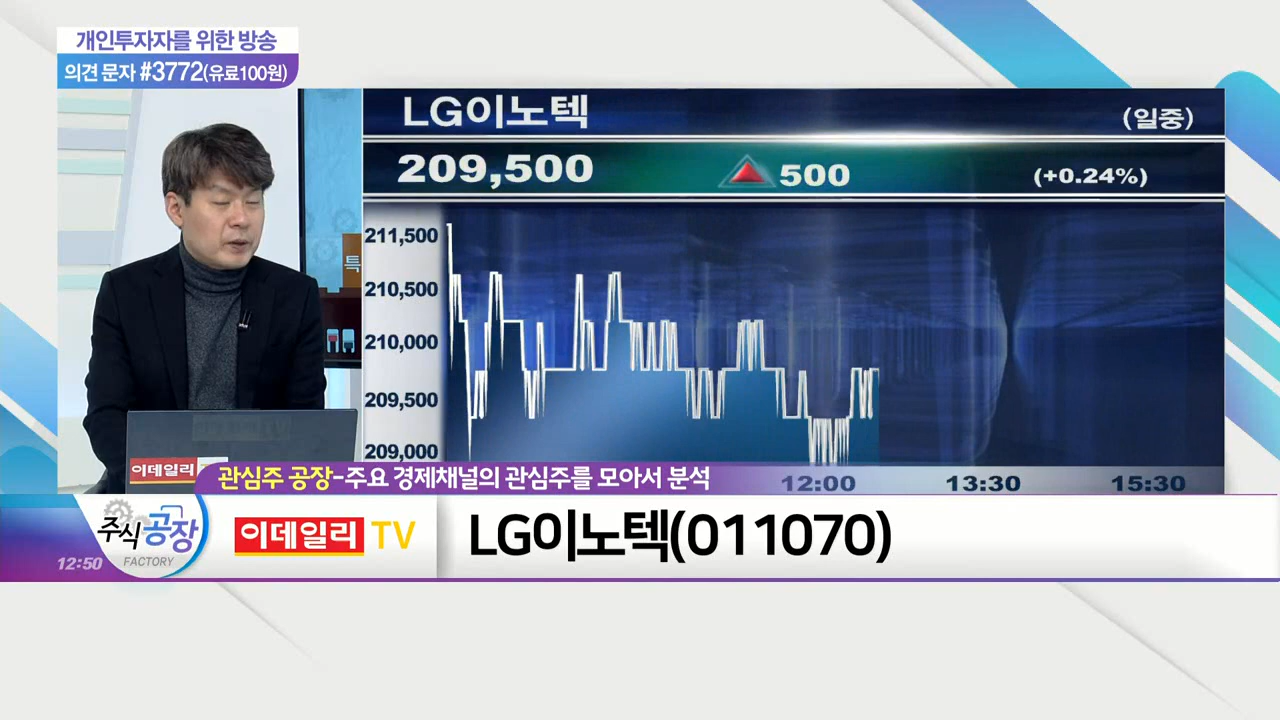 개인투자자를 위한 방송
의견 문자 #3772(유료100원)
LG이노텍
(일중)
209,500
500
(+0.24%)
211,500
210,500
210,000
209,500
209,000
12:00
13:30
15:30
특
이데일리
관심주 공장-주요 경제채널의 관심주를 모아서 분석
주식공장
FACTORY
12:50
이데일리 TV
LG이노텍(011070)